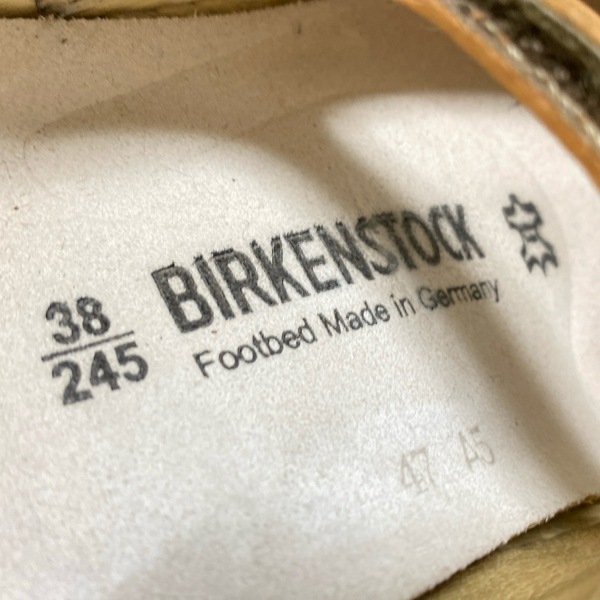 38
245
BIRKENSTOCK
Footbed Made in Germany
47 A5